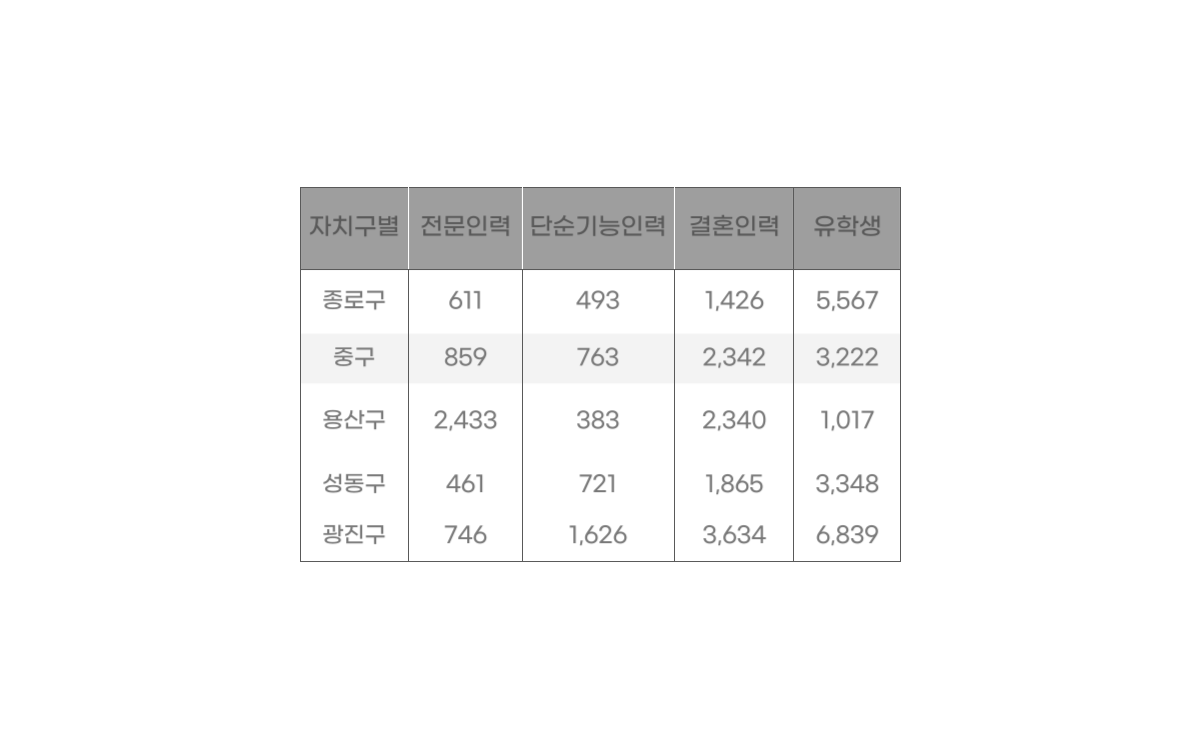 자치구별 전문인력 단순기능인력 결혼인력 유학생
종로구 611 493 1,426 5,567
중구 859 763 2,342 3,222
용산구 2,433 383 2,340 1,017
성동구 461 721 1,865 3,348
광진구 746 1,626 3,634 6,839